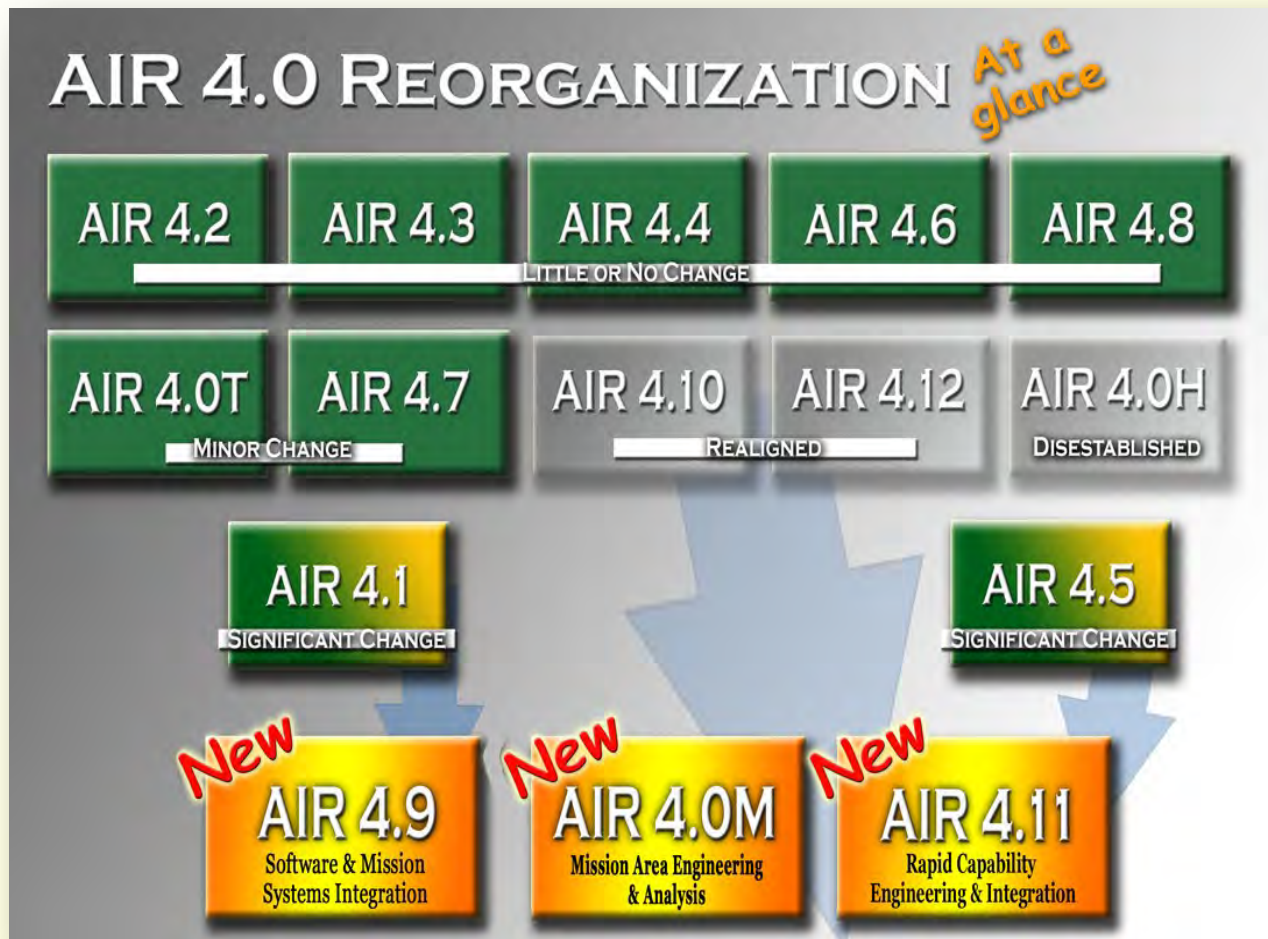 AIR 4.0 REORGANIZATION At a glance
AIR 4.2 AIR 4.3 AIR 4.4 AIR 4.6 AIR 4.8
LITTLE OR NO CHANGE
AIR 4.0T AIR 4.7 AIR 4.10 AIR 4.12 AIR 4.0H
MINOR CHANGE REALIGNED DISESTABLISHED
AIR 4.1 AIR 4.5
SIGNIFICANT CHANGE SIGNIFICANT CHANGE
New New New
AIR 4.9 AIR 4.0M AIR 4.11
Software & Mission Mission Area Engineering Rapid Capability
Systems Integration & Analysis Engineering & Integration